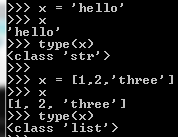 >>> x = 'hello'
>>> x
'hello'
>>> type(x)
<class 'str'>
>>>
>>> x = [1,2,'three']
>>> x
[1, 2, 'three']
>>> type(x)
<class 'list'>
>>>